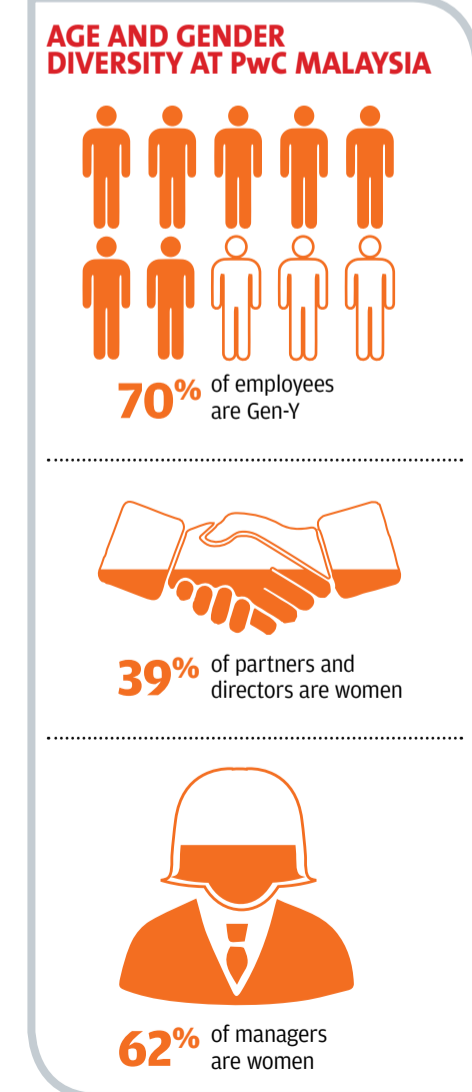 AGE AND GENDER
DIVERSITY AT PwC MALAYSIA
70% of employees
are Gen-Y
39% of partners and
directors are women
62% of managers
are women